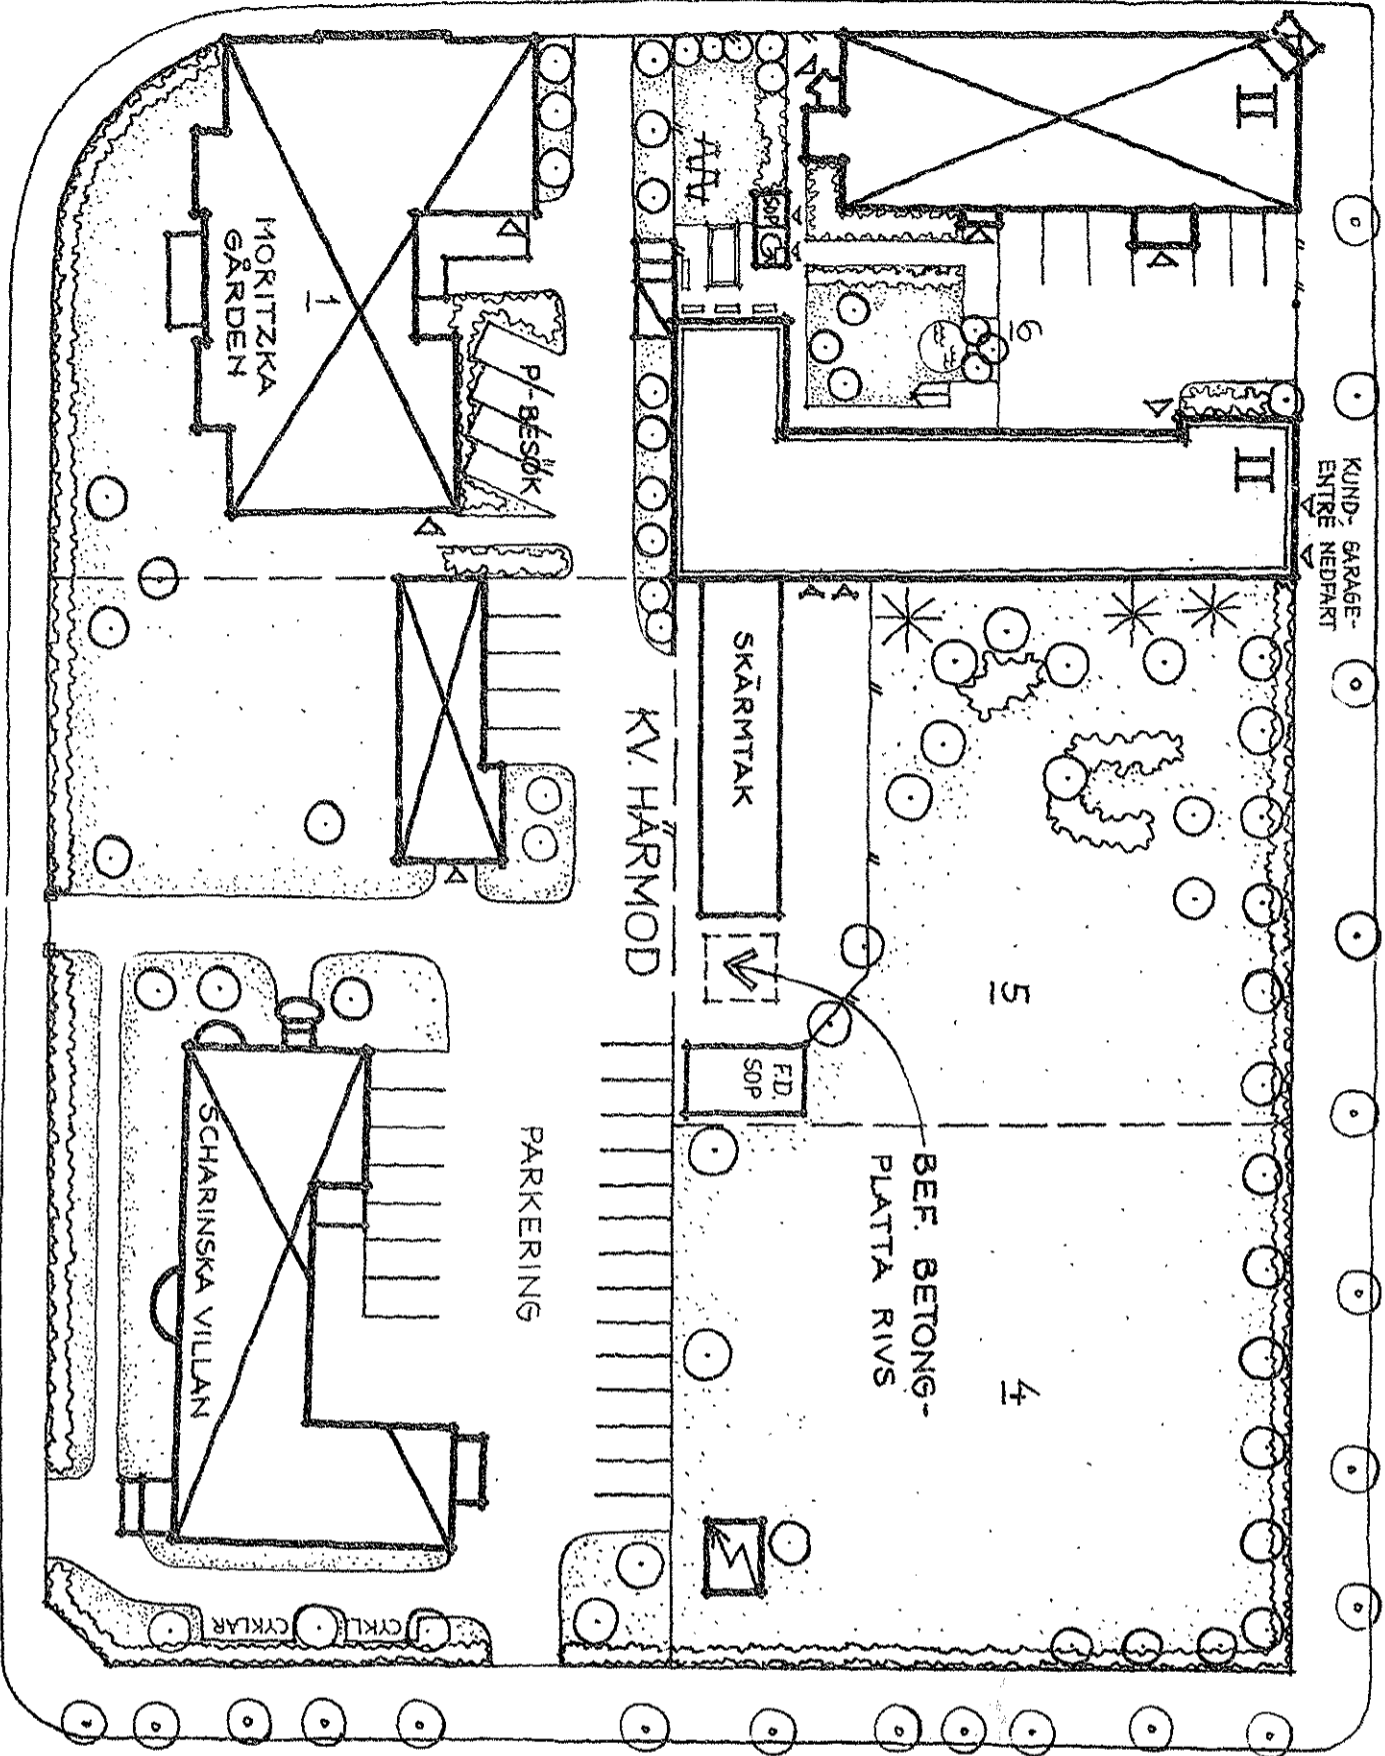 KUND- GARAGE-
ENTRÉ NEDFART
II
II
6
5
4
BEF. BETONG-
PLATTA RIVS
SOP
SKÄRMTAK
F.D.
SOP
KV. HÄRMOD
P-BESÖK
PARKERING
1
MORITZKA
GÅRDEN
SCHARINSKA VILLAN
CYKLAR
CYKL